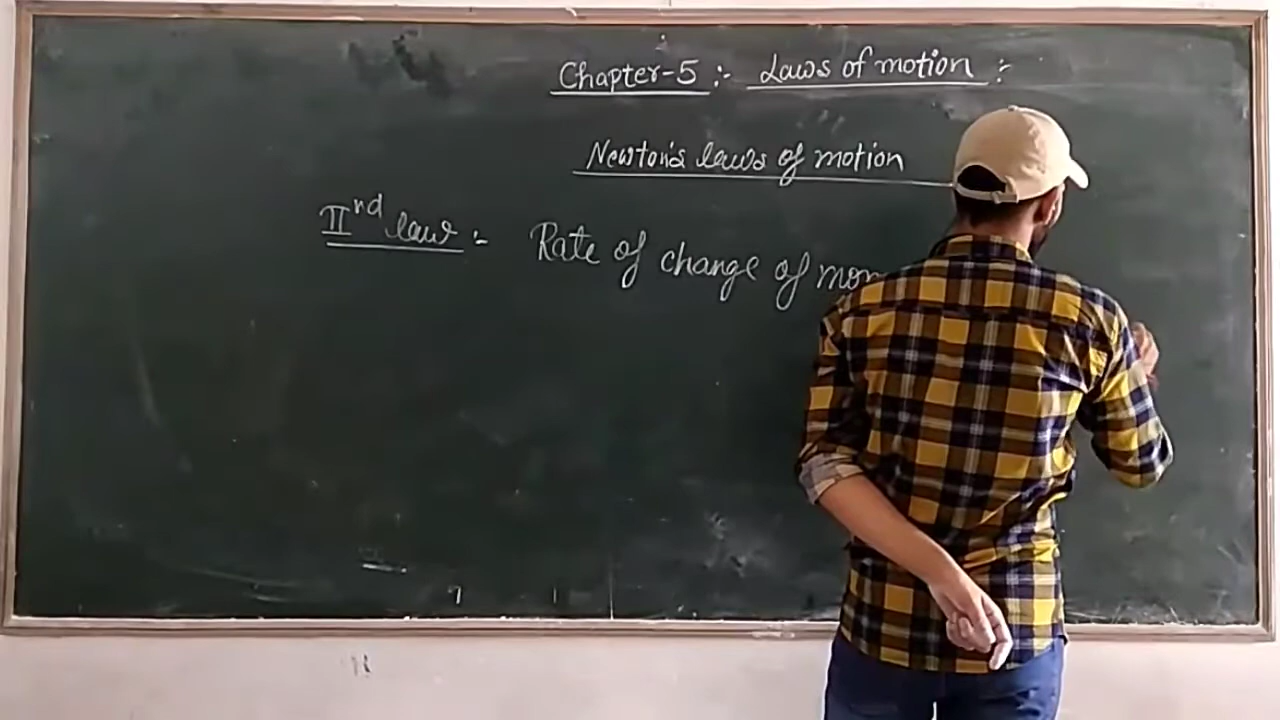 Chapter-5 :- Laws of motion :-
Newton's laws of motion
IInd law :- Rate of change of